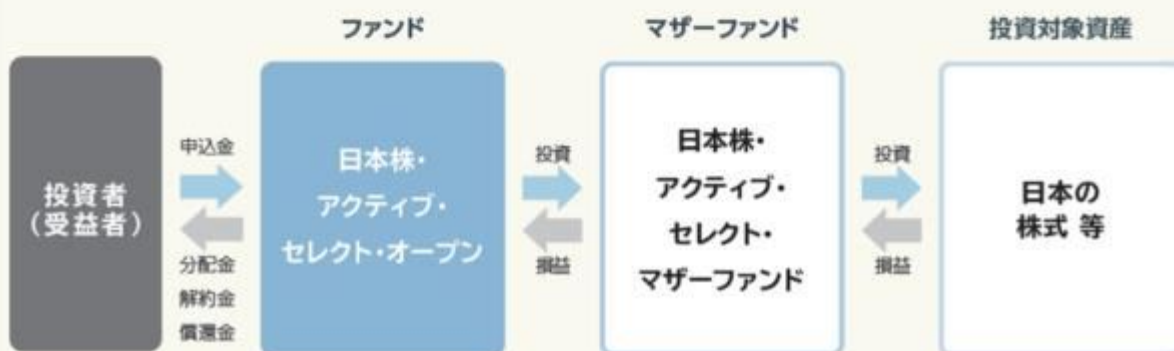 ファンド
マザーファンド
投資対象資産
投資者
（受益者）
申込金
分配金
解約金
償還金
日本株・
アクティブ・
セレクト・オープン
投資
損益
日本株・
アクティブ・
セレクト・
マザーファンド
投資
損益
日本の
株式 等